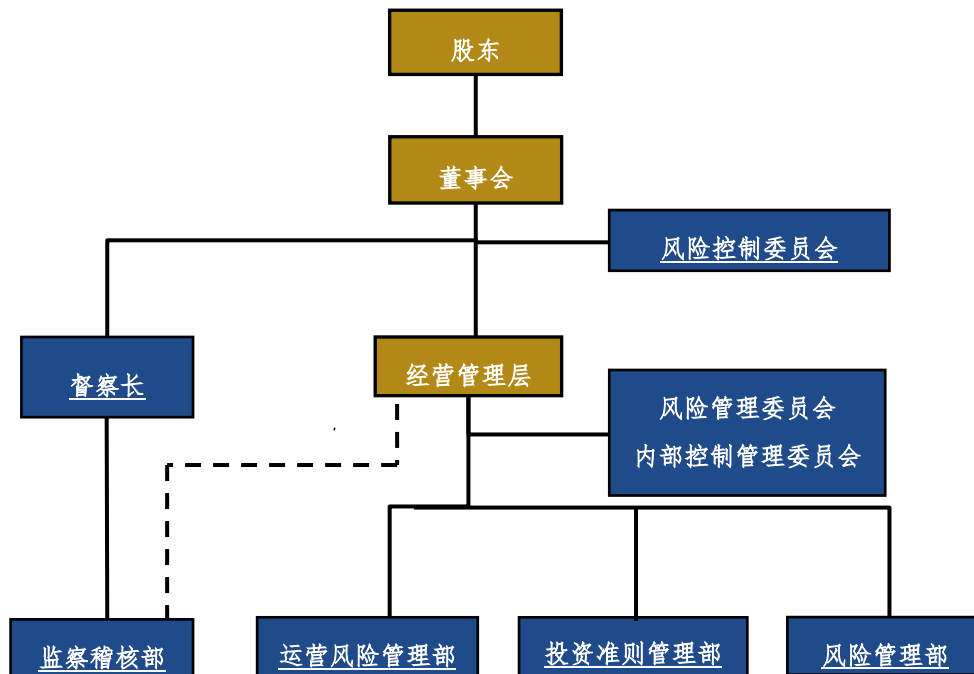 股东
董事会
风险控制委员会
督察长
经营管理层
风险管理委员会
内部控制管理委员会
监察稽核部
运营风险管理部
投资准则管理部
风险管理部